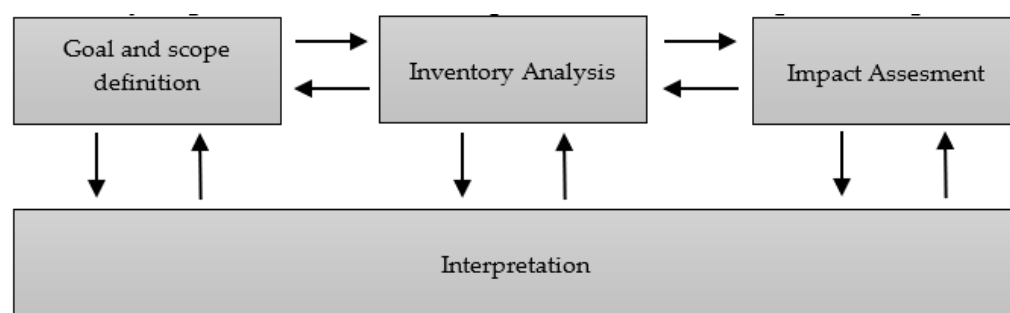 Goal and scope
definition
Inventory Analysis
Impact Assesment
Interpretation